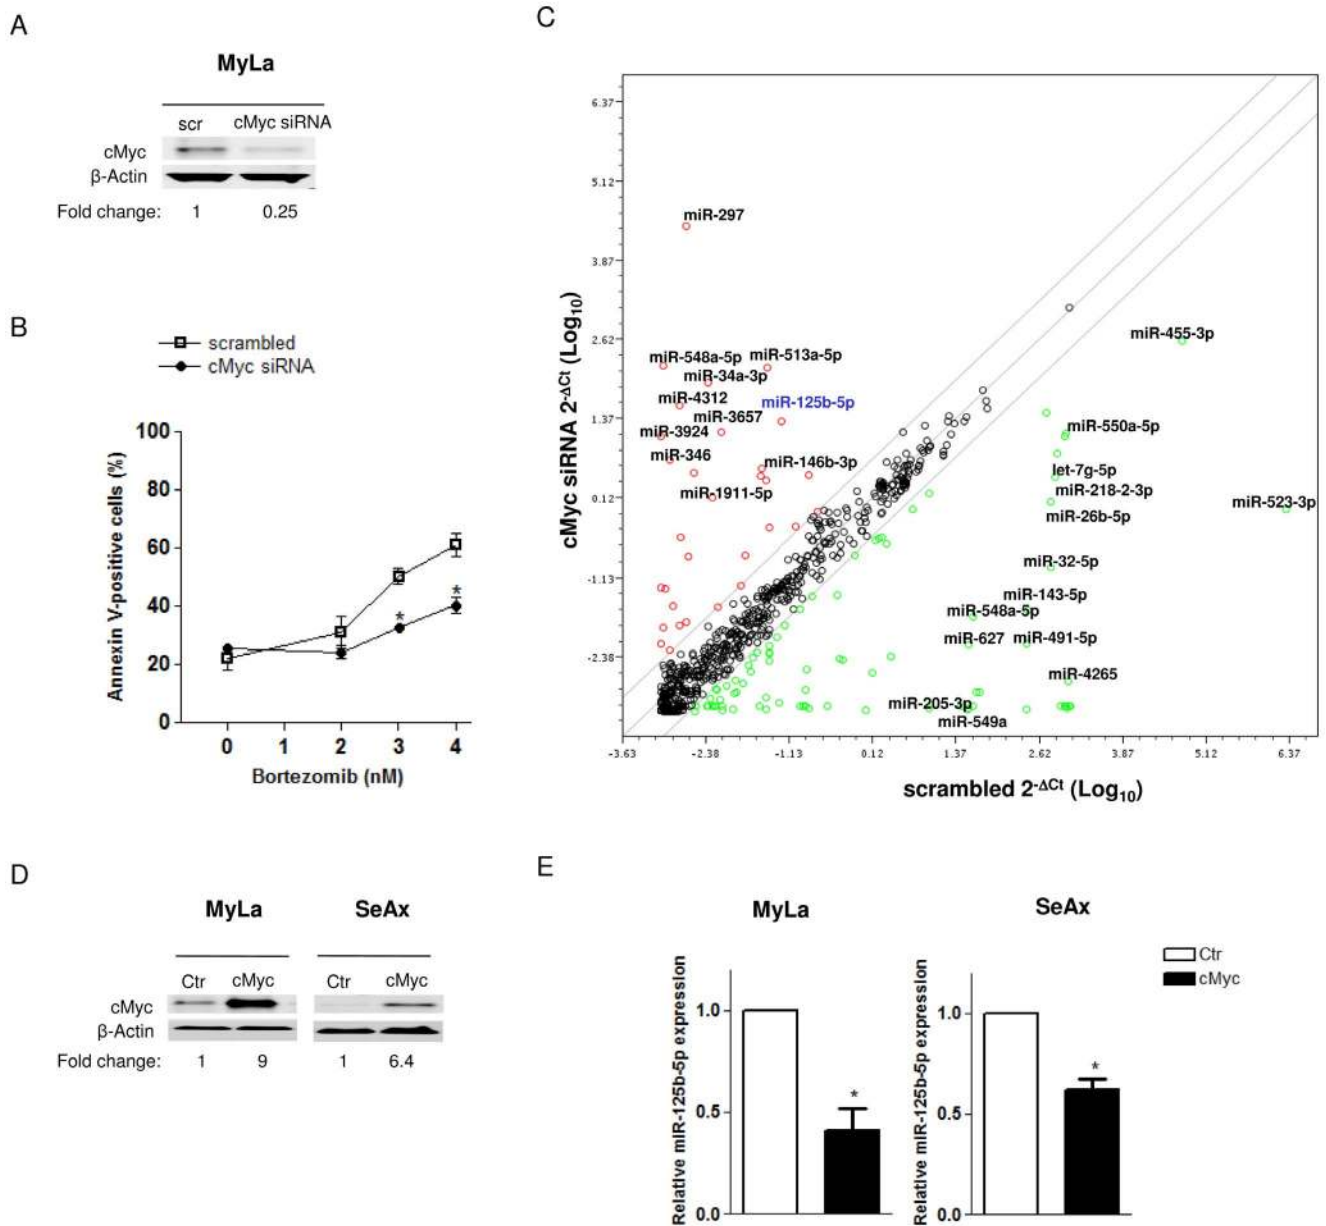 A
MyLa
scr cMyc siRNA
cMyc
β-Actin
Fold change: 1 0.25
B
scrambled
cMyc siRNA
Annexin V-positive cells (%)
100
80
60
40
20
0
* *
0 1 2 3 4
Bortezomib (nM)
C
cMyc siRNA 2-ΔCt (Log10)
6.37
5.12
3.87
2.62
1.37
0.12
-1.13
-2.38
miR-297
miR-455-3p
miR-548a-5p miR-513a-5p
miR-34a-3p
miR-4312 miR-125b-5p
miR-3657
miR-550a-5p
miR-3924
miR-346 miR-146b-3p
let-7g-5p
miR-1911-5p miR-218-2-3p
miR-523-3p
miR-26b-5p
miR-32-5p
miR-143-5p
miR-548a-5p
miR-627 miR-491-5p
miR-4265
miR-205-3p
miR-549a
-3.63 -2.38 -1.13 0.12 1.37 2.62 3.87 5.12 6.37
scrambled 2-ΔCt (Log10)
D
MyLa SeAx
Ctr cMyc Ctr cMyc
cMyc
β-Actin
Fold change: 1 9 1 6.4
E
MyLa
Relative mIR-125b-5p expression
1.0
0.5
0.0
*
SeAx
Relative miR-125b-5p expression
1.0
0.5
0.0
*
Ctr
cMyc